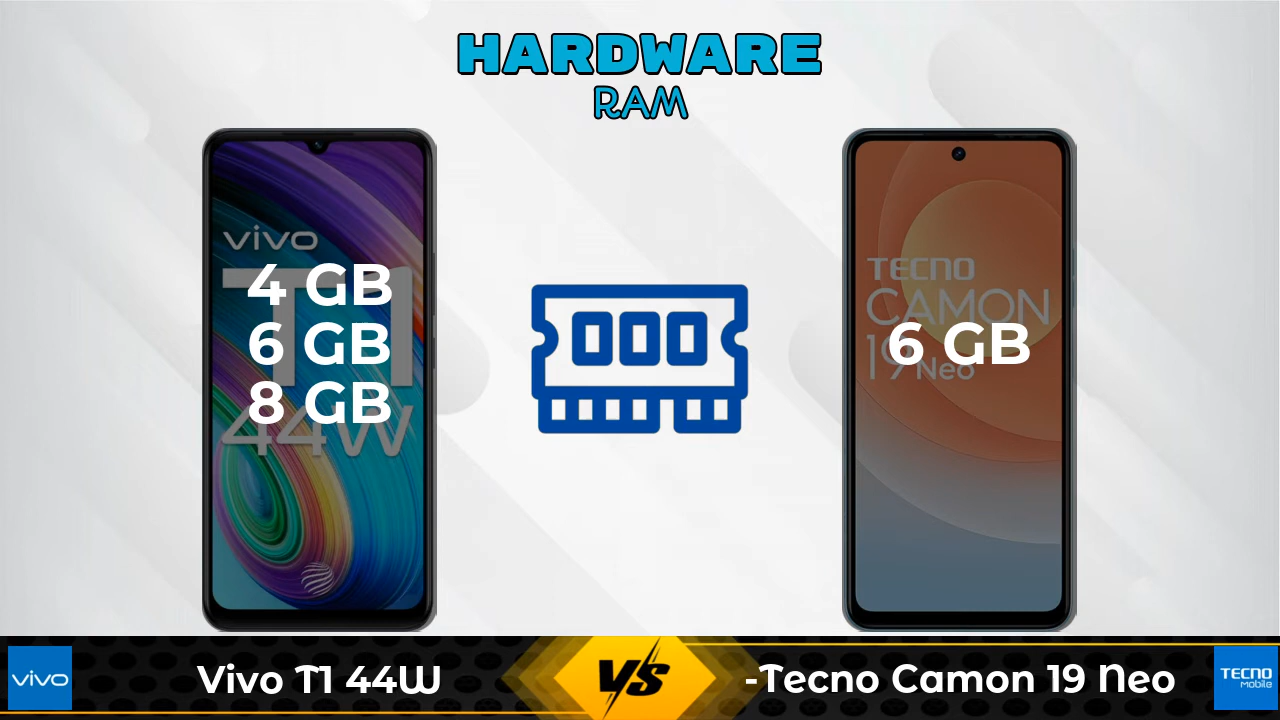 HARDWARE
RAM
vivo
T1
44W
4 GB
6 GB
8 GB
TECNO
CAMON
19 Neo
6 GB
vivo
Vivo T1 44W
VS
-Tecno Camon 19 Neo
TECNO
mobile